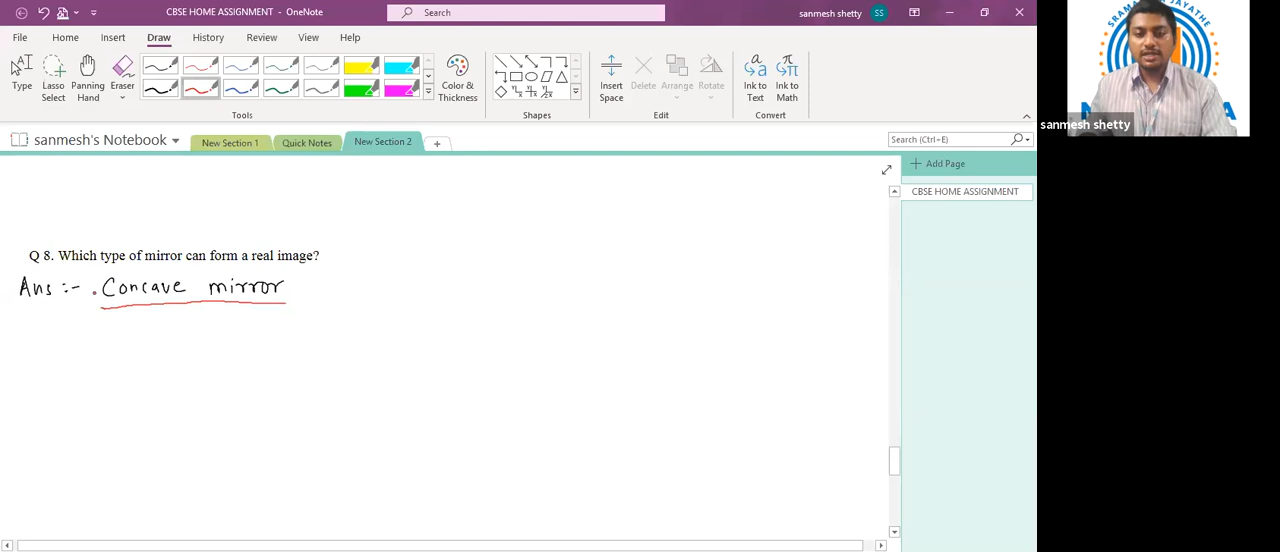 CBSE HOME ASSIGNMENT - OneNote
Search
sanmesh shetty
SS
File Home Insert Draw History Review View Help
Type
Lasso Select
Panning Hand
Eraser
Color & Thickness
Insert Space
Delete
Arrange
Rotate
Ink to Text
Ink to Math
Tools
Shapes
Edit
Convert
sanmesh's Notebook
New Section 1
Quick Notes
New Section 2
Search (Ctrl+E)
Add Page
CBSE HOME ASSIGNMENT
Q 8. Which type of mirror can form a real image?
Ans :- . Concave mirror
JAYATHE
sanmesh shetty